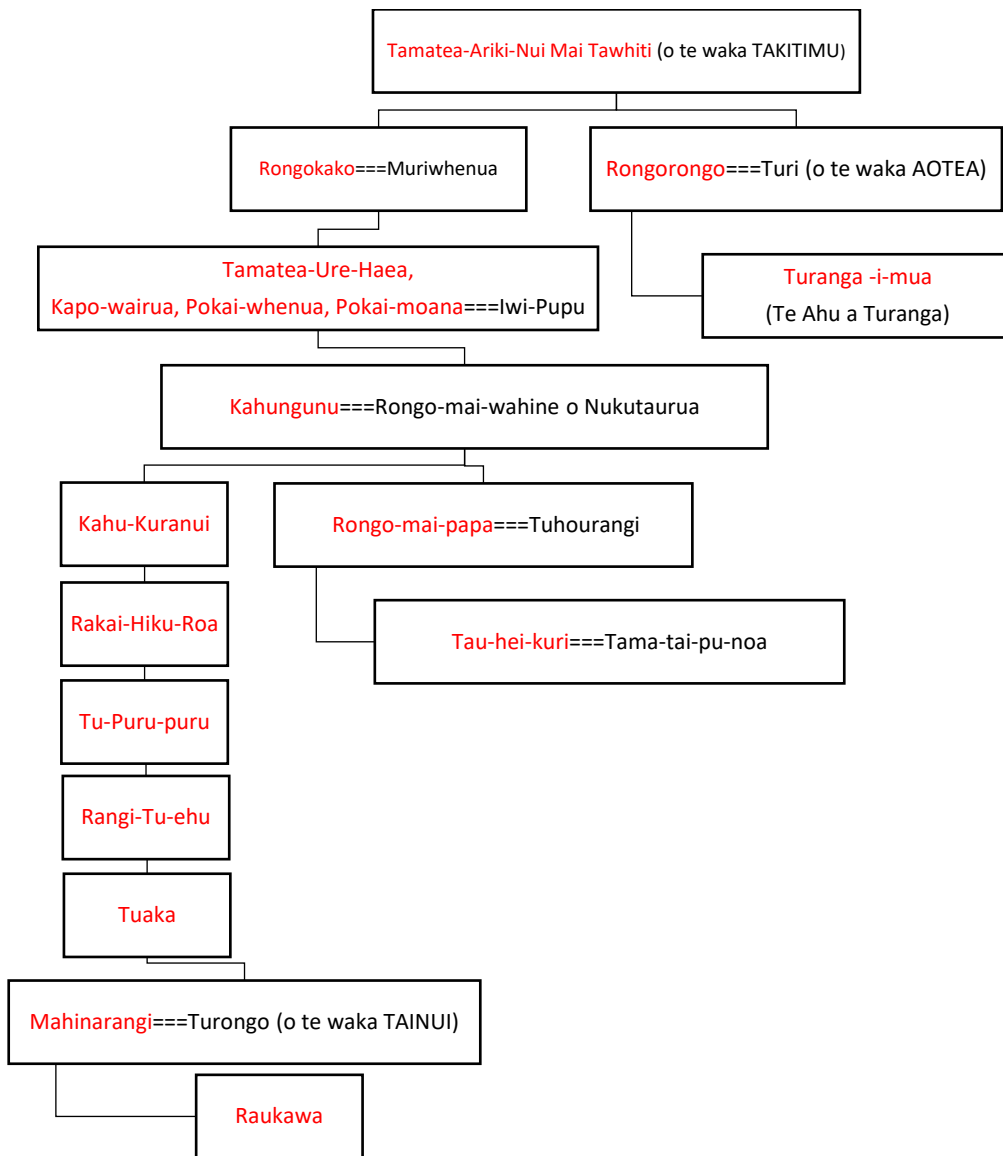 Tamatea-Ariki-Nui Mai Tawhiti (o te waka TAKITIMU)
Rongokako===Muriwhenua
Rongorongo===Turi (o te waka AOTEA)
Tamatea-Ure-Haea,
Kapo-wairua, Pokai-whenua, Pokai-moana===Iwi-Pupu
Turanga -i-mua
(Te Ahu a Turanga)
Kahungunu===Rongo-mai-wahine o Nukutaurua
Kahu-Kuranui
Rongo-mai-papa===Tuhourangi
Rakai-Hiku-Roa
Tau-hei-kuri===Tama-tai-pu-noa
Tu-Puru-puru
Rangi-Tu-ehu
Tuaka
Mahinarangi===Turongo (o te waka TAINUI)
Raukawa